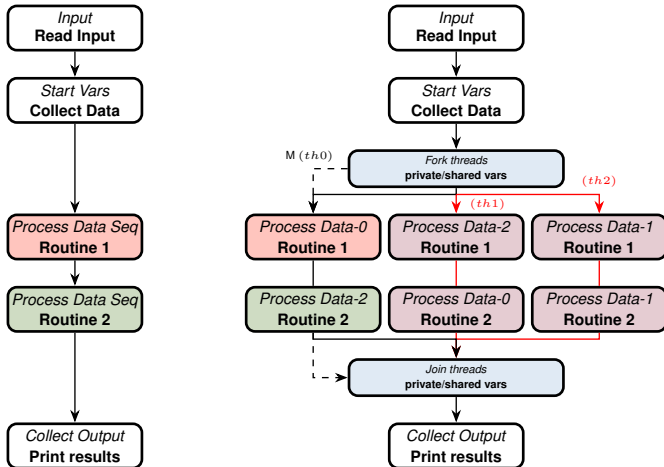 Input
Read Input
Start Vars
Collect Data
Process Data Seq
Routine 1
Process Data Seq
Routine 2
Collect Output
Print results
Input
Read Input
Start Vars
Collect Data
M (th0)
Fork threads
private/shared vars
(th1)
(th2)
Process Data-0
Routine 1
Process Data-2
Routine 1
Process Data-1
Routine 1
Process Data-2
Routine 2
Process Data-0
Routine 2
Process Data-1
Routine 2
Join threads
private/shared vars
Collect Output
Print results